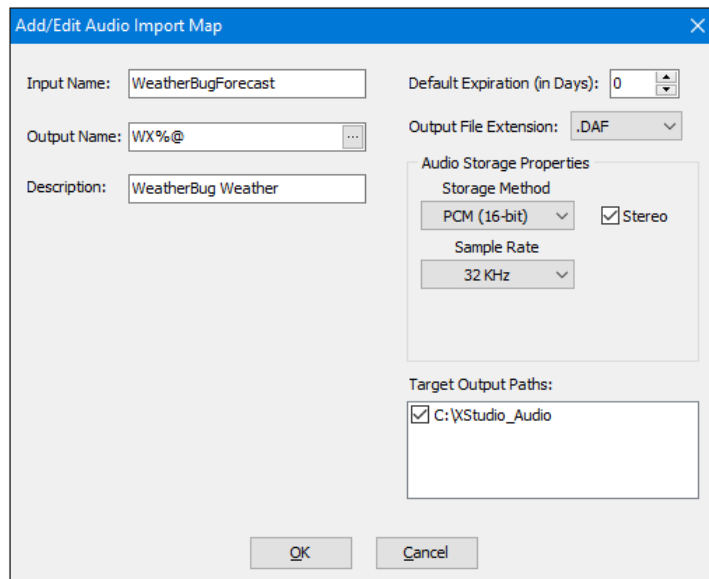 Add/Edit Audio Import Map
Input Name: WeatherBugForecast
Output Name: WX%@ ...
Description: WeatherBug Weather
Default Expiration (in Days): 0
Output File Extension: .DAF
Audio Storage Properties
Storage Method
PCM (16-bit) Stereo
Sample Rate
32 KHz
Target Output Paths:
C:\XStudio_Audio
OK Cancel